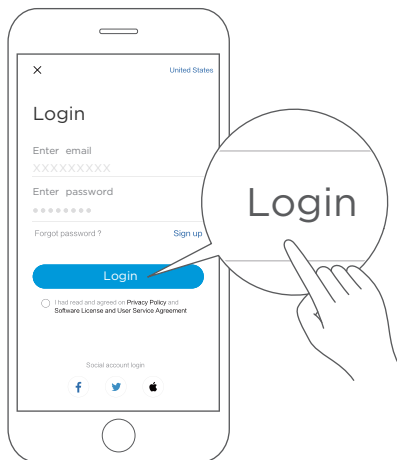 United States
Login
Enter email
XXXXXXXXX
Enter password
Forgot password ?
Sign up
Login
I had read and agreed on Privacy Policy and
Software License and User Service Agreement
Social account login
Login